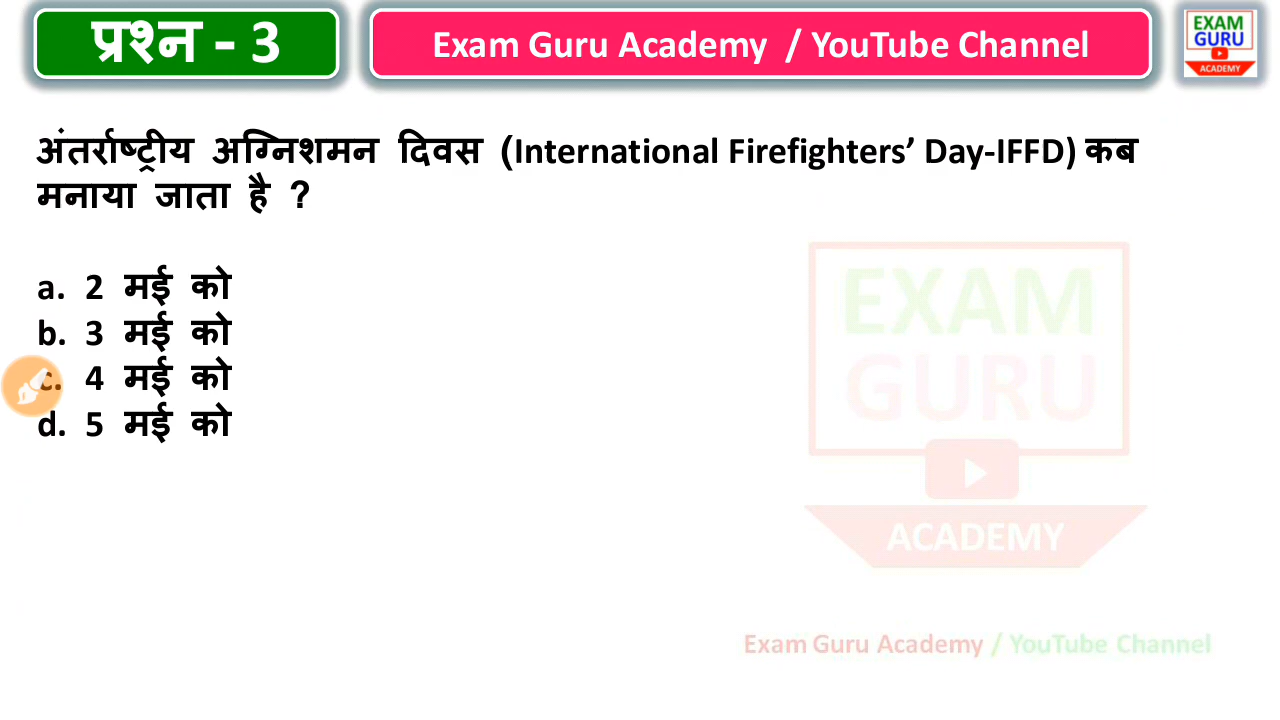 प्रश्न - 3
Exam Guru Academy / YouTube Channel
EXAM
GURU
ACADEMY
अंतर्राष्ट्रीय अग्निशमन दिवस (International Firefighters’ Day-IFFD) कब
मनाया जाता है ?
a. 2 मई को
b. 3 मई को
c. 4 मई को
d. 5 मई को
EXAM
GURU
ACADEMY
Exam Guru Academy / YouTube Channel